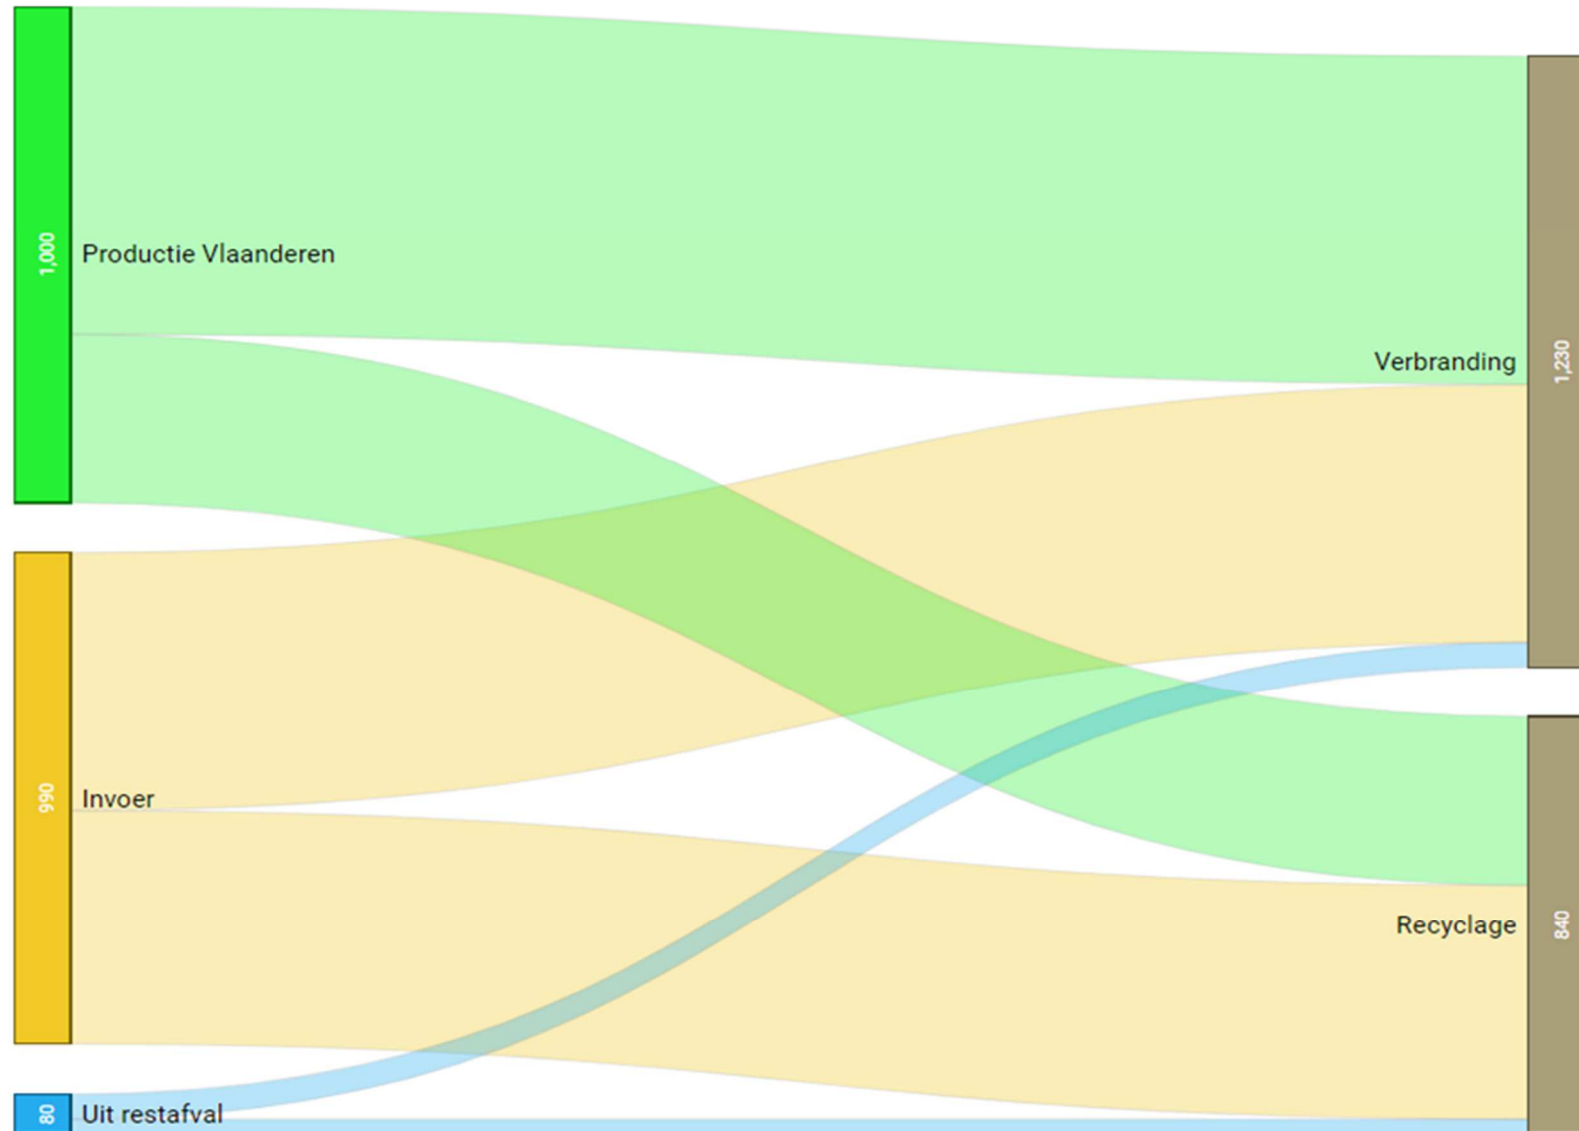 1,000
Productie Vlaanderen
Verbranding
1,230
990
Invoer
Recyclage
840
80
Uit restafval